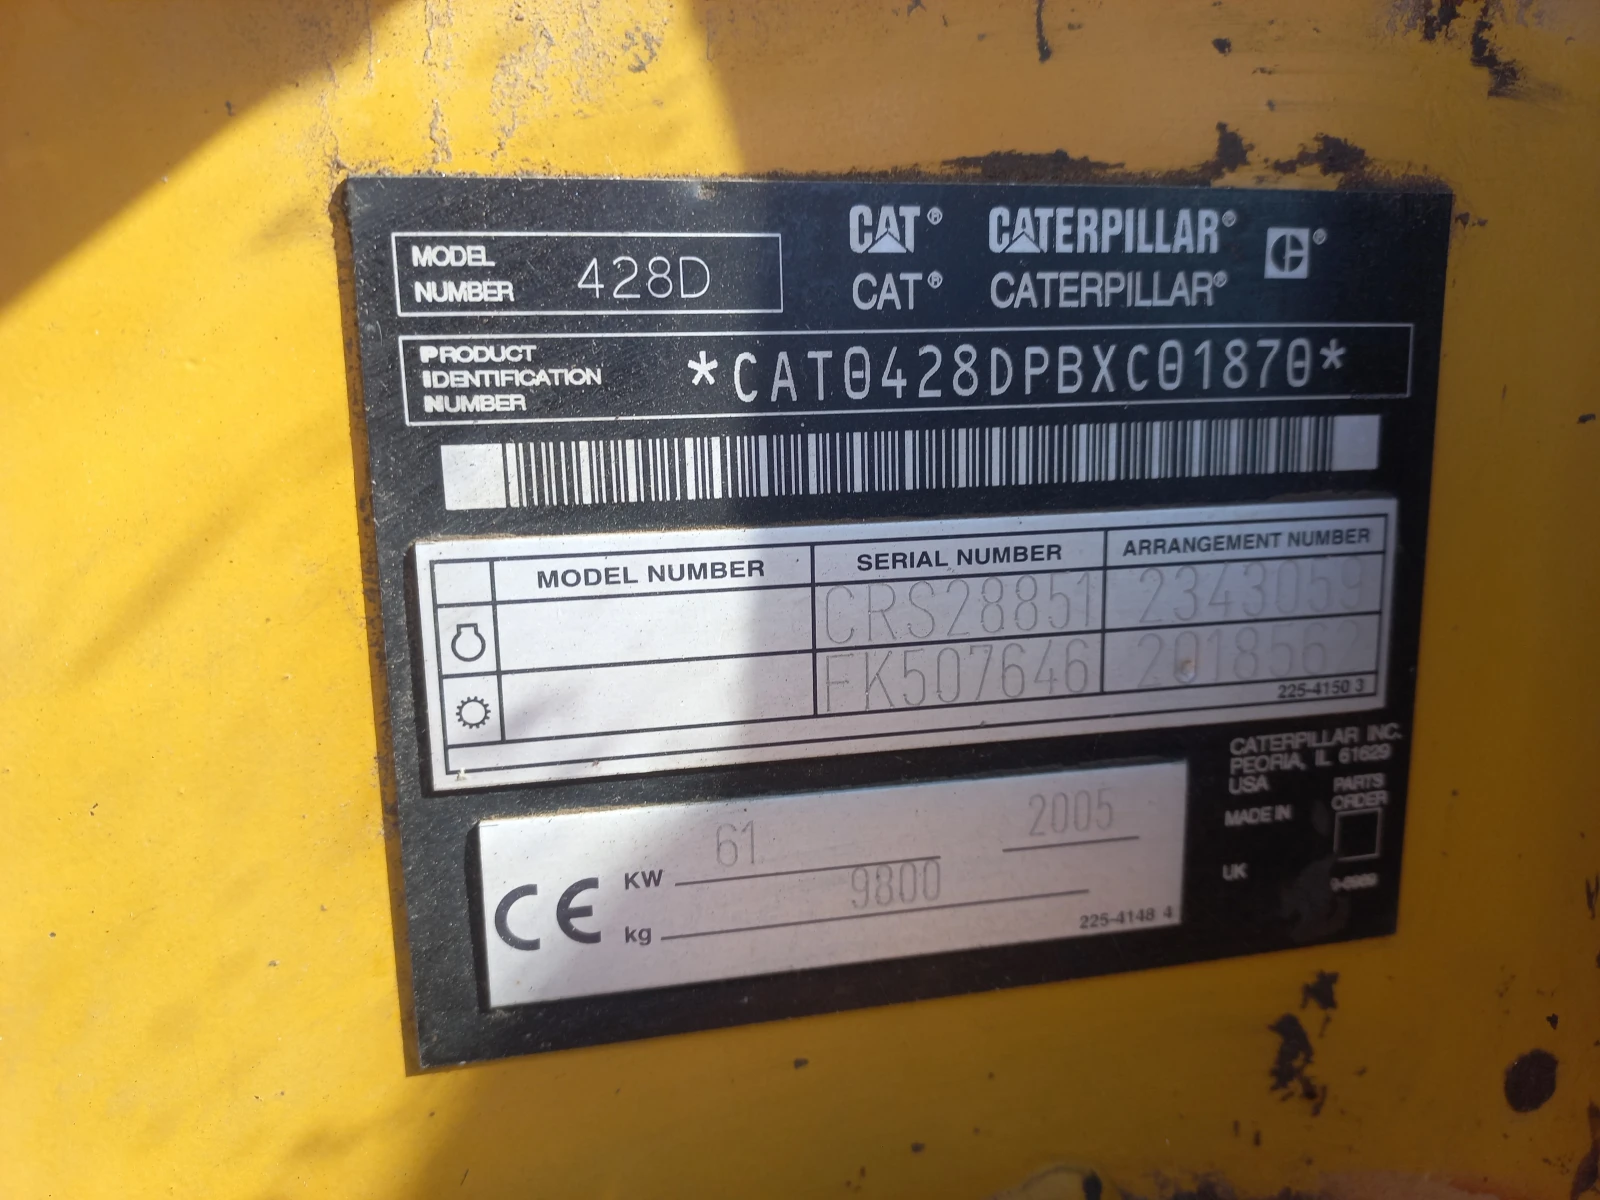 MODEL NUMBER 428D
CAT® CATERPILLAR® ®
CAT® CATERPILLAR®
PRODUCT IDENTIFICATION NUMBER *CAT0428DPBXC01870*
MODEL NUMBER SERIAL NUMBER ARRANGEMENT NUMBER
CRS28851 2343059
FK507646 2018562
225-4150 3
CATERPILLAR INC.
PEORIA, IL 61629
USA
PARTS
ORDER
MADE IN
UK
CE
KW 61 2005
kg 9800
225-4148 4